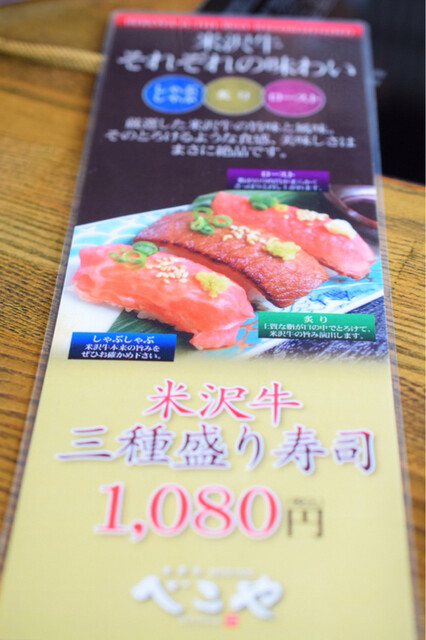 米沢牛
それぞれの味わい
しゃぶ
しゃぶ
炙り
ロースト
厳選した米沢牛の旨味と風味。
そのとろけるような食感、美味しさは
まさに絶品です。
ロースト
炙り
上質な脂が口の中でとろけて、
米沢牛の旨み演出します。
しゃぶしゃぶ
米沢牛本来の旨みを
ぜひお確かめ下さい。
米沢牛
三種盛り寿司
1,080円
べこや